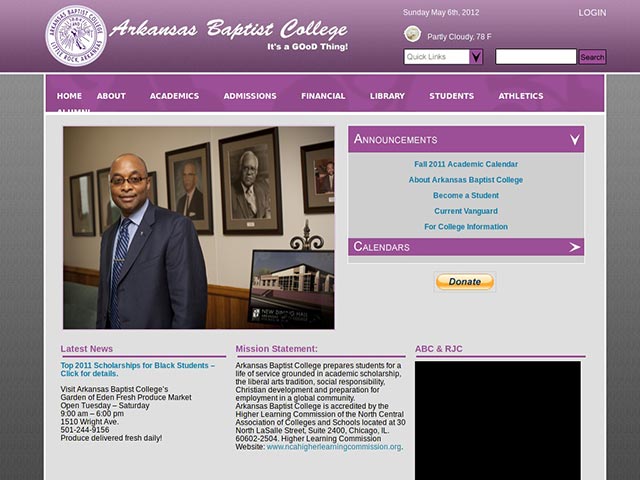 Arkansas Baptist College
It's a GOoD Thing!
ARKANSAS BAPTIST COLLEGE
1884
LITTLE ROCK, ARKANSAS
Sunday May 6th, 2012
LOGIN
Partly Cloudy, 78 F
Quick Links
Search
HOME ABOUT ACADEMICS ADMISSIONS FINANCIAL LIBRARY STUDENTS ATHLETICS
ALUMNI
ANNOUNCEMENTS
Fall 2011 Academic Calendar
About Arkansas Baptist College
Become a Student
Current Vanguard
For College Information
CALENDARS
NEW DINING HALL
Donate
Latest News
Top 2011 Scholarships for Black Students –
Click for details.
Visit Arkansas Baptist College's
Garden of Eden Fresh Produce Market
Open Tuesday – Saturday
9:00 am – 6:00 pm
1510 Wright Ave.
501-244-9156
Produce delivered fresh daily!
Mission Statement:
Arkansas Baptist College prepares students for a
life of service grounded in academic scholarship,
the liberal arts tradition, social responsibility,
Christian development and preparation for
employment in a global community.
Arkansas Baptist College is accredited by the
Higher Learning Commission of the North Central
Association of Colleges and Schools located at 30
North LaSalle Street, Suite 2400, Chicago, IL.
60602-2504. Higher Learning Commission
Website: www.ncahigherlearningcommission.org.
ABC & RJC